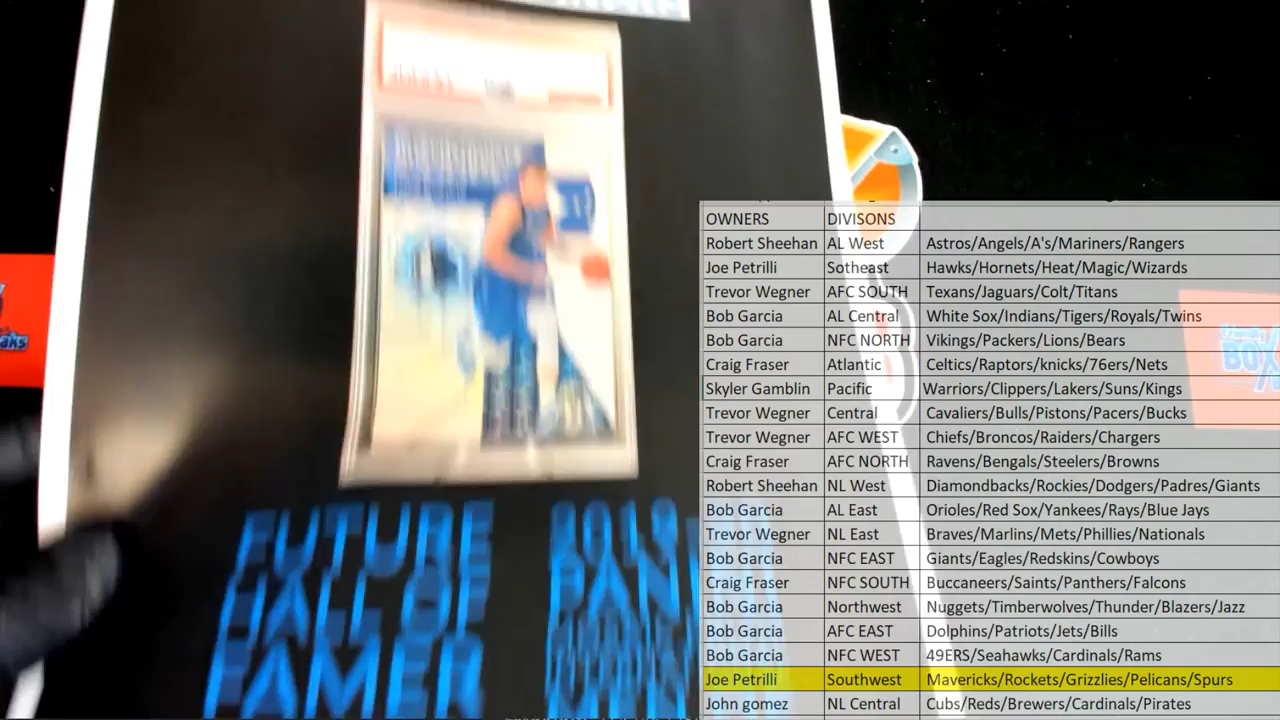 FUTURE
HALL OF
FAMER
OWNERS DIVISONS
Robert Sheehan AL West Astros/Angels/A's/Mariners/Rangers
Joe Petrilli Sotheast Hawks/Hornets/Heat/Magic/Wizards
Trevor Wegner AFC SOUTH Texans/Jaguars/Colt/Titans
Bob Garcia AL Central White Sox/Indians/Tigers/Royals/Twins
Bob Garcia NFC NORTH Vikings/Packers/Lions/Bears
Craig Fraser Atlantic Celtics/Raptors/knicks/76ers/Nets
Skyler Gamblin Pacific Warriors/Clippers/Lakers/Suns/Kings
Trevor Wegner Central Cavaliers/Bulls/Pistons/Pacers/Bucks
Trevor Wegner AFC WEST Chiefs/Broncos/Raiders/Chargers
Craig Fraser AFC NORTH Ravens/Bengals/Steelers/Browns
Robert Sheehan NL West Diamondbacks/Rockies/Dodgers/Padres/Giants
Bob Garcia AL East Orioles/Red Sox/Yankees/Rays/Blue Jays
Trevor Wegner NL East Braves/Marlins/Mets/Phillies/Nationals
Bob Garcia NFC EAST Giants/Eagles/Redskins/Cowboys
Craig Fraser NFC SOUTH Buccaneers/Saints/Panthers/Falcons
Bob Garcia Northwest Nuggets/Timberwolves/Thunder/Blazers/Jazz
Bob Garcia AFC EAST Dolphins/Patriots/Jets/Bills
Bob Garcia NFC WEST 49ERS/Seahawks/Cardinals/Rams
Joe Petrilli Southwest Mavericks/Rockets/Grizzlies/Pelicans/Spurs
John gomez NL Central Cubs/Reds/Brewers/Cardinals/Pirates